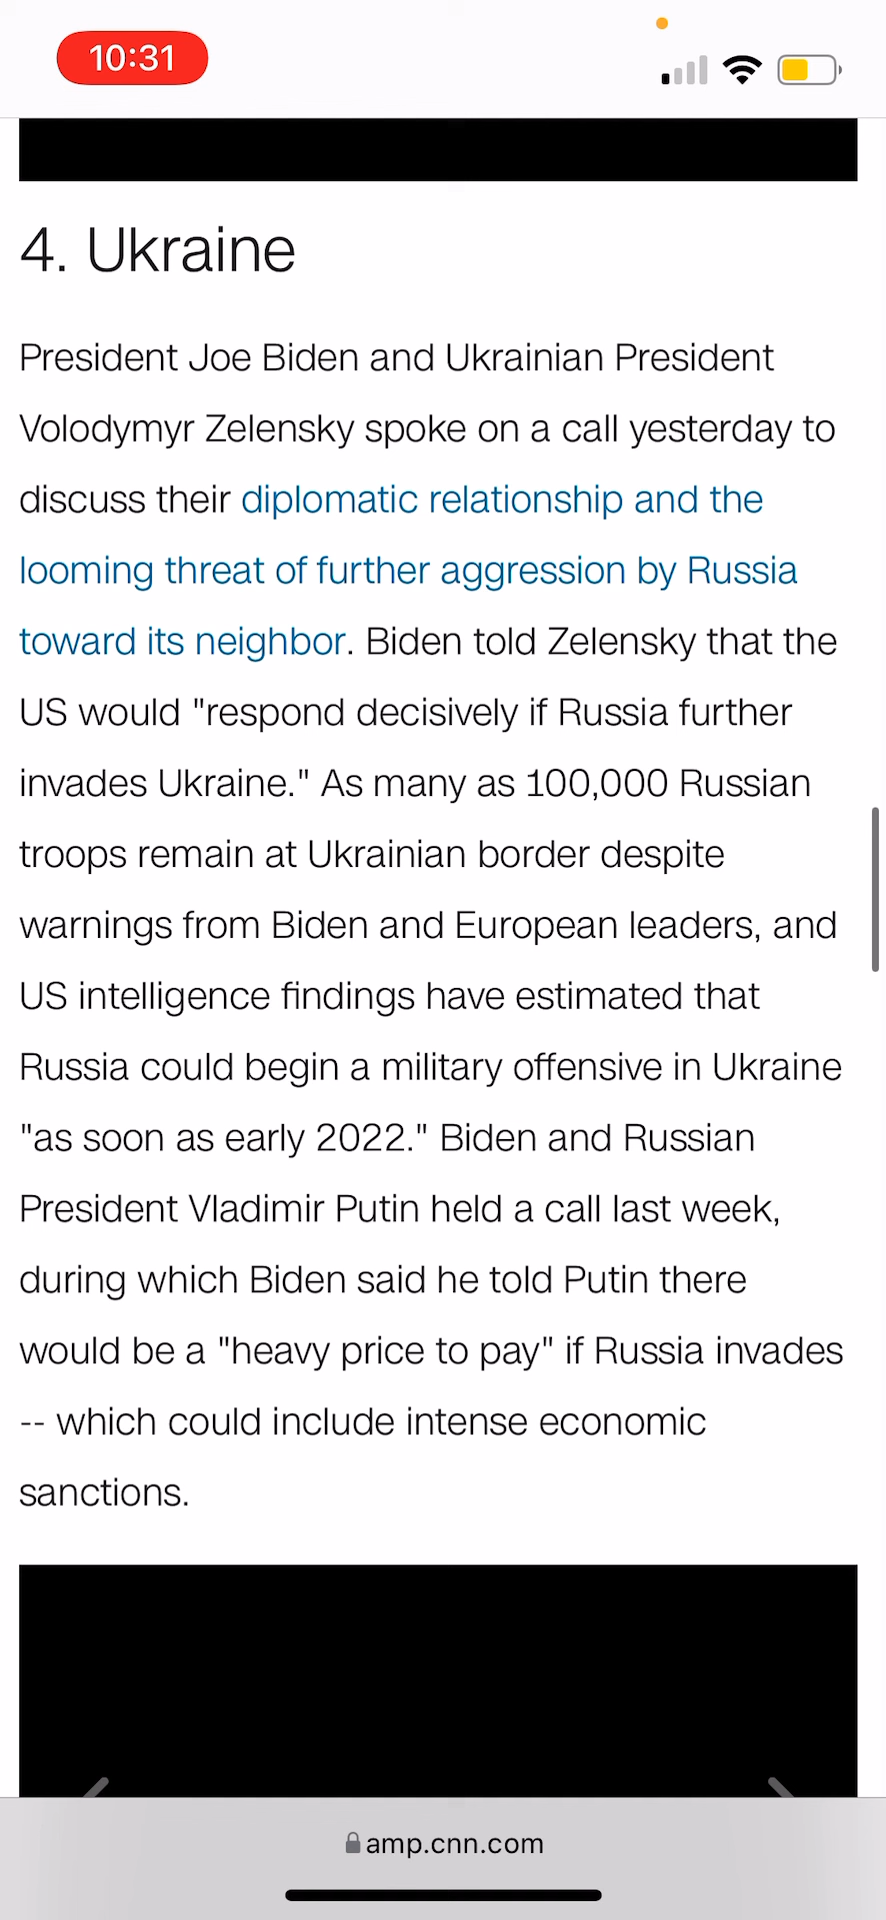 10:31
4. Ukraine
President Joe Biden and Ukrainian President
Volodymyr Zelensky spoke on a call yesterday to
discuss their diplomatic relationship and the
looming threat of further aggression by Russia
toward its neighbor. Biden told Zelensky that the
US would "respond decisively if Russia further
invades Ukraine." As many as 100,000 Russian
troops remain at Ukrainian border despite
warnings from Biden and European leaders, and
US intelligence findings have estimated that
Russia could begin a military offensive in Ukraine
"as soon as early 2022." Biden and Russian
President Vladimir Putin held a call last week,
during which Biden said he told Putin there
would be a "heavy price to pay" if Russia invades
-- which could include intense economic
sanctions.
amp.cnn.com